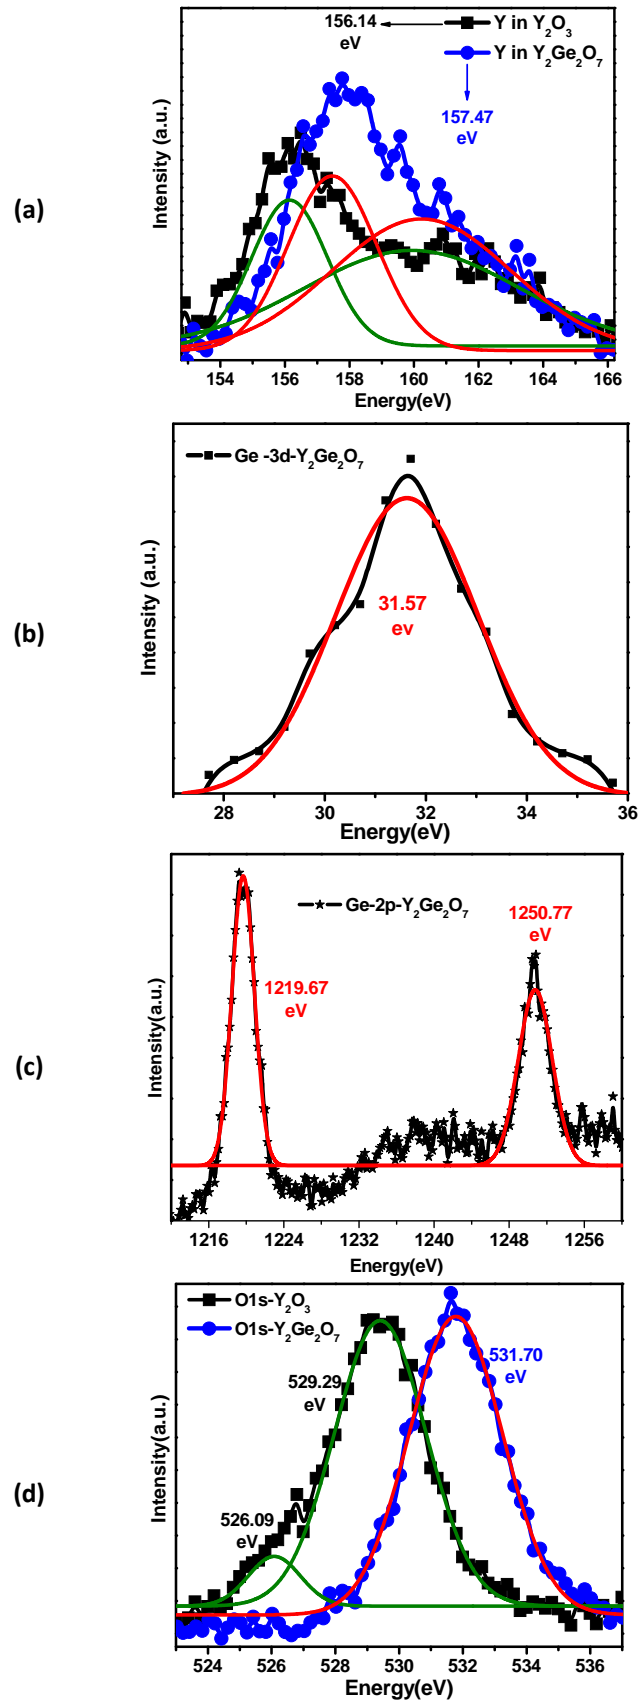 (a)
Intensity (a.u.)
156.14
eV
Y in Y₂O₃
Y in Y₂Ge₂O₇
157.47
eV
154 156 158 160 162 164 166
Energy(eV)
(b)
Intensity (a.u.)
Ge -3d-Y₂Ge₂O₇
31.57
ev
28 30 32 34 36
Energy(eV)
(c)
Intensity(a.u.)
Ge-2p-Y₂Ge₂O₇
1219.67
eV
1250.77
eV
1216 1224 1232 1240 1248 1256
Energy(eV)
(d)
Intensity(a.u.)
O1s-Y₂O₃
O1s-Y₂Ge₂O₇
529.29
eV
531.70
eV
526.09
eV
524 526 528 530 532 534 536
Energy(eV)